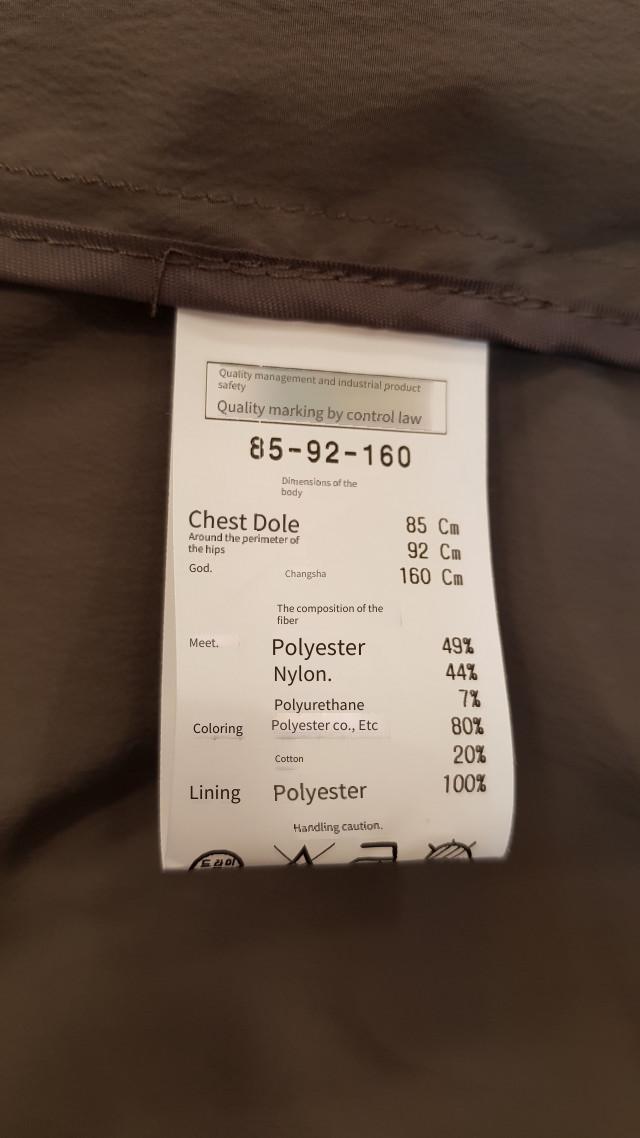 Quality management and industrial product
safety
Quality marking by control law
85-92-160
Dimensions of the
body
Chest Dole 85 Cm
Around the perimeter of
the hips 92 Cm
God. Changsha 160 Cm
The composition of the
fiber
Meet. Polyester 49%
Nylon. 44%
Polyurethane 7%
Coloring Polyester co., Etc 80%
Cotton 20%
Lining Polyester 100%
Handling caution.
드라이